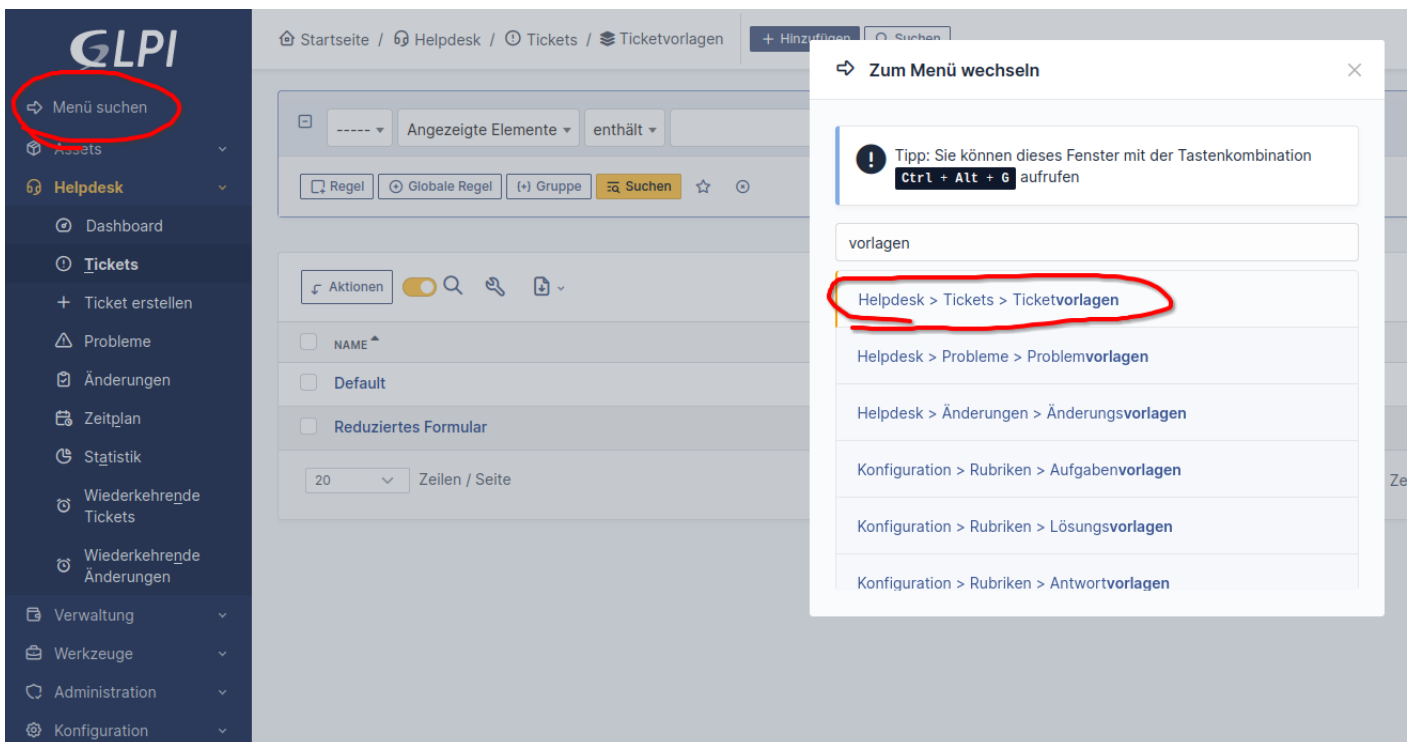 GLPI
Menü suchen
Assets
Helpdesk
Dashboard
Tickets
Ticket erstellen
Probleme
Änderungen
Zeitplan
Statistik
Wiederkehrende
Tickets
Wiederkehrende
Änderungen
Verwaltung
Werkzeuge
Administration
Konfiguration
Startseite / Helpdesk / Tickets / Ticketvorlagen
+ Hinzufügen
Suchen
----- Angezeigte Elemente enthält
Regel Globale Regel (+) Gruppe Suchen
Aktionen
NAME
Default
Reduziertes Formular
20 Zeilen / Seite
Ze
Zum Menü wechseln
Tipp: Sie können dieses Fenster mit der Tastenkombination
Ctrl + Alt + G aufrufen
vorlagen
Helpdesk > Tickets > Ticketvorlagen
Helpdesk > Probleme > Problemvorlagen
Helpdesk > Änderungen > Änderungsvorlagen
Konfiguration > Rubriken > Aufgabenvorlagen
Konfiguration > Rubriken > Lösungsvorlagen
Konfiguration > Rubriken > Antwortvorlagen